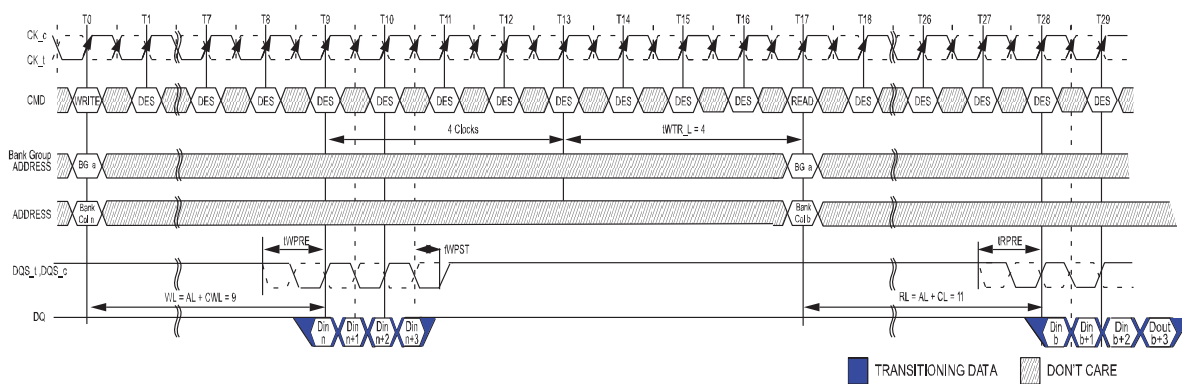 T0 T1 T7 T8 T9 T10 T11 T12 T13 T14 T15 T16 T17 T18 T26 T27 T28 T29
CK_c
CK_t
CMD WRITE DES DES DES DES DES DES DES DES DES DES DES READ DES DES DES DES DES
4 Clocks tWTR_L = 4
Bank Group
ADDRESS BG a BG a
ADDRESS Bank
Col n Bank
Col b
tWPRE tWPST tRPRE
DQS_t ,DQS_c
WL = AL + CWL = 9 RL = AL + CL = 11
DQ Din
n Din
n+1 Din
n+2 Din
n+3 Din
b Din
b+1 Din
b+2 Dout
b+3
TRANSITIONING DATA DON'T CARE